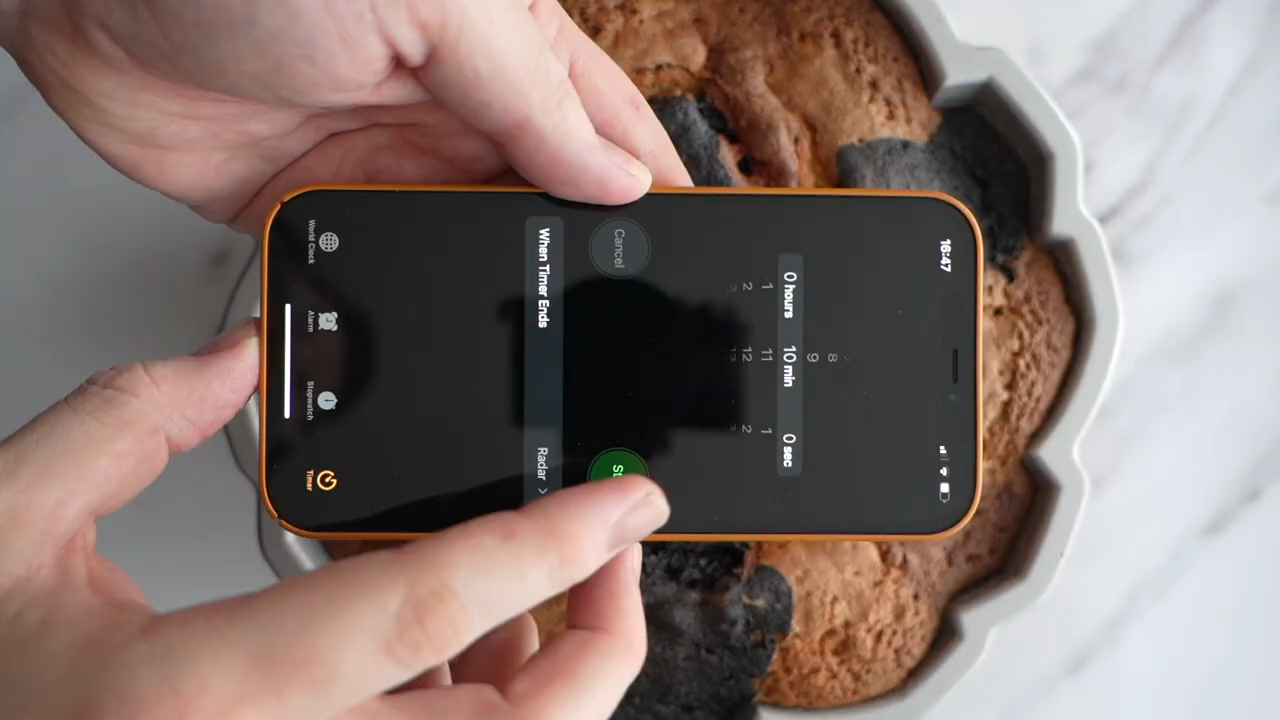 16:47
8
9
0 hours 10 min 0 sec
1 11 1
2 12 2
Cancel St
When Timer Ends Radar
World Clock Alarm Stopwatch Timer